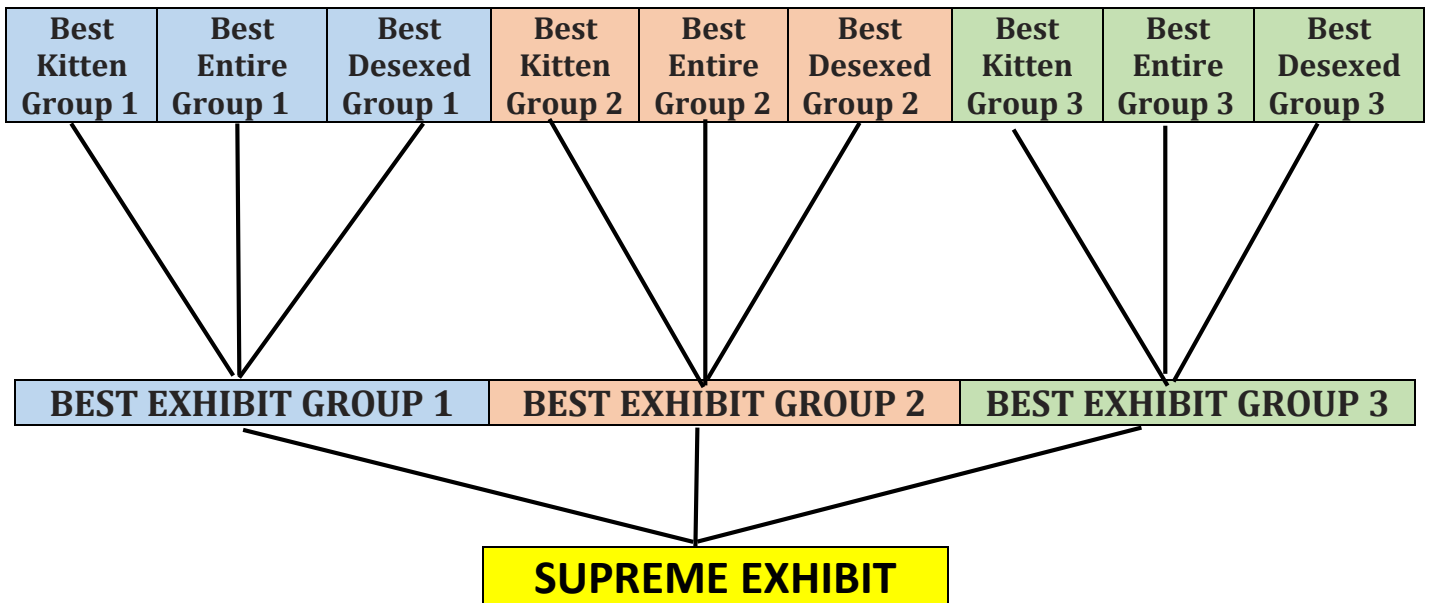 Best Kitten Group 1
Best Entire Group 1
Best Desexed Group 1
Best Kitten Group 2
Best Entire Group 2
Best Desexed Group 2
Best Kitten Group 3
Best Entire Group 3
Best Desexed Group 3
BEST EXHIBIT GROUP 1
BEST EXHIBIT GROUP 2
BEST EXHIBIT GROUP 3
SUPREME EXHIBIT